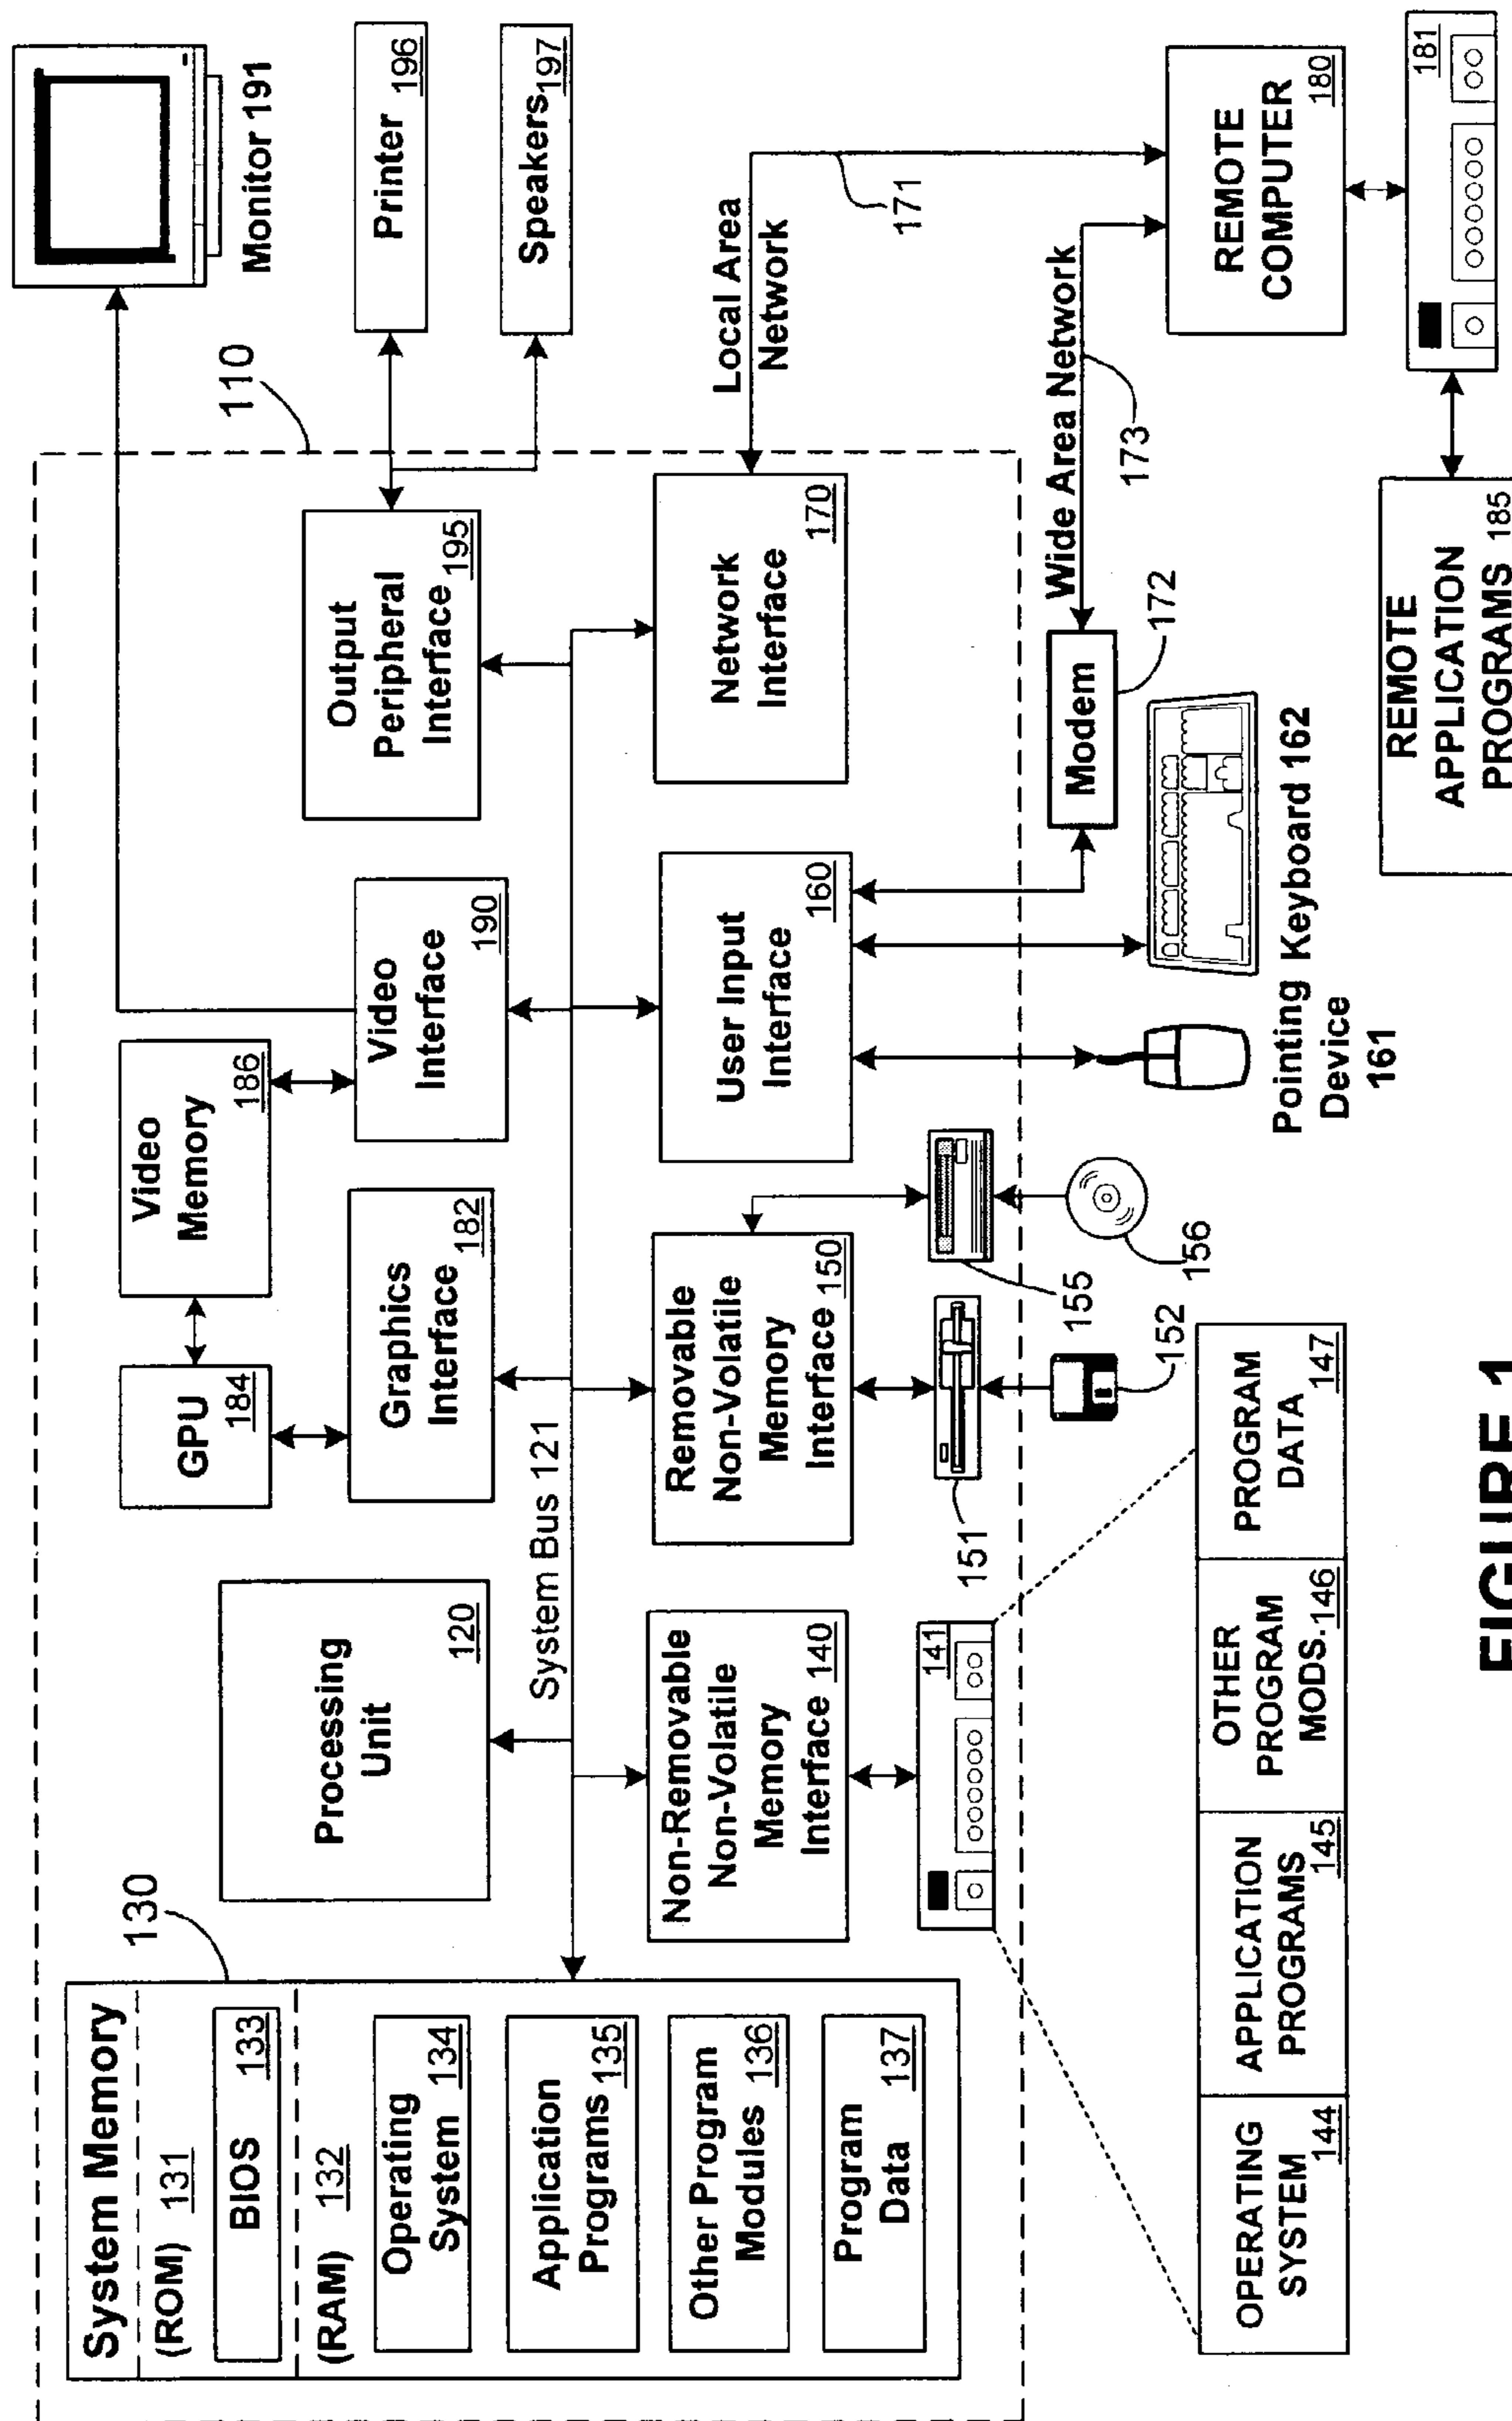 System Memory
(ROM) 131
BIOS 133
(RAM) 132
Operating
System 134
Application
Programs 135
Other Program
Modules 136
Program
Data 137
130
Processing
Unit
120
GPU
184
Video
Memory
186
Graphics
Interface
182
Video
Interface
190
Output
Peripheral
Interface 195
110
Monitor 191
Printer
196
Speakers 197
System Bus 121
Non-Removable
Non-Volatile
Memory
Interface 140
Removable
Non-Volatile
Memory
Interface 150
User Input
Interface
160
Network
Interface
170
Local Area
Network
171
141
151
152
155
156
Pointing
Device
161
Keyboard 162
Modem
172
Wide Area Network
173
REMOTE
COMPUTER
180
181
REMOTE
APPLICATION
PROGRAMS 185
OPERATING
SYSTEM 144
APPLICATION
PROGRAMS 145
OTHER
PROGRAM
MODS. 146
PROGRAM
DATA 147
FIGURE 1